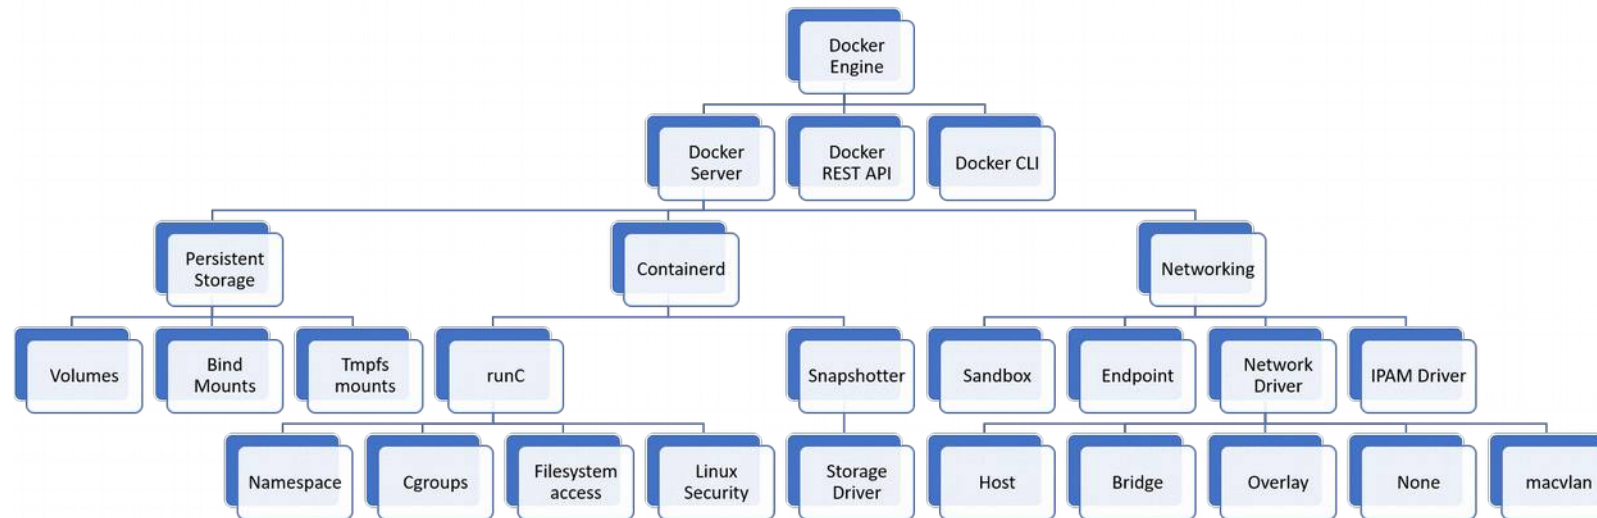 Docker
Engine
Docker
Server
Docker
REST API
Docker CLI
Persistent
Storage
Containerd
Networking
Volumes
Bind
Mounts
Tmpfs
mounts
runC
Snapshotter
Sandbox
Endpoint
Network
Driver
IPAM Driver
Namespace
Cgroups
Filesystem
access
Linux
Security
Storage
Driver
Host
Bridge
Overlay
None
macvlan